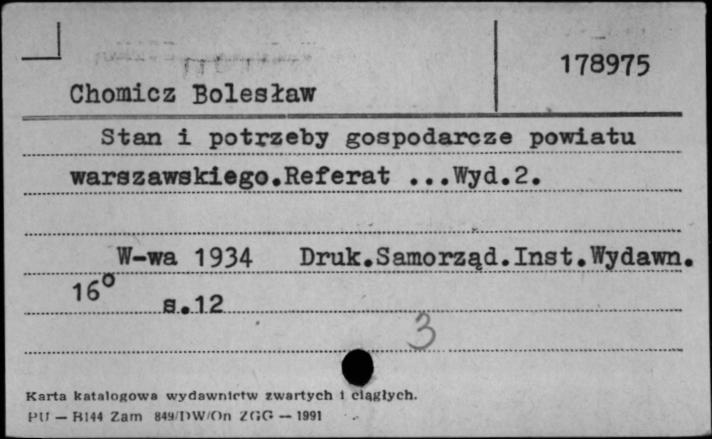 178975
Chomicz Bolesław
Stan i potrzeby gospodarcze powiatu
warszawskiego.Referat ...Wyd.2.
W-wa 1934 Druk.Samorząd.Inst.Wydawn.
16°
s.12
3
Karta katalogowa wydawnictw zwartych i ciągłych.
PU — B144 Zam 849/DW/On ZGG — 1991